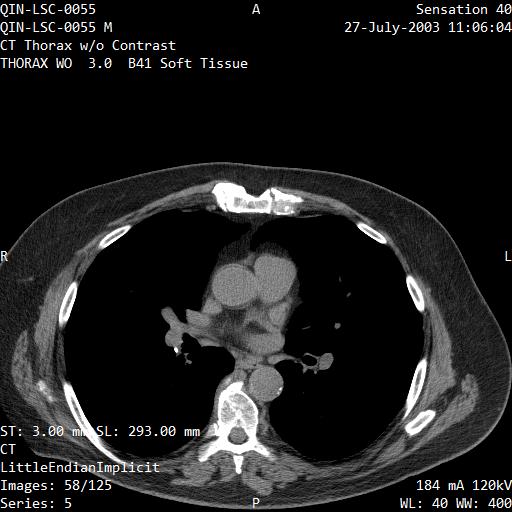 QIN-LSC-0055 A Sensation 40
QIN-LSC-0055 M 27-July-2003 11:06:04
CT Thorax w/o Contrast
THORAX WO 3.0 B41 Soft Tissue
R L
ST: 3.00 mm SL: 293.00 mm
CT
LittleEndianImplicit
Images: 58/125 184 mA 120kV
Series: 5 P WL: 40 WW: 400